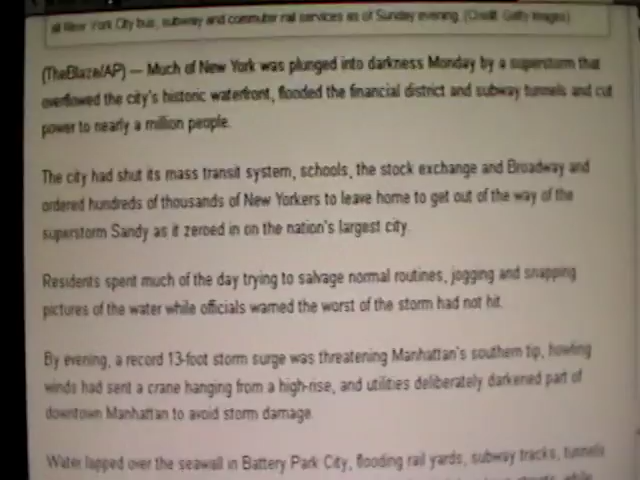 all New York City bus, subway and commuter rail services as of Sunday evening. (Credit: Getty Images)
(TheBlaze/AP) — Much of New York was plunged into darkness Monday by a superstorm that
overflowed the city's historic waterfront, flooded the financial district and subway tunnels and cut
power to nearly a million people.
The city had shut its mass transit system, schools, the stock exchange and Broadway and
ordered hundreds of thousands of New Yorkers to leave home to get out of the way of the
superstorm Sandy as it zeroed in on the nation's largest city.
Residents spent much of the day trying to salvage normal routines, jogging and snapping
pictures of the water while officials warned the worst of the storm had not hit.
By evening, a record 13-foot storm surge was threatening Manhattan's southern tip, howling
winds had sent a crane hanging from a high-rise, and utilities deliberately darkened part of
downtown Manhattan to avoid storm damage.
Water lapped over the seawall in Battery Park City, flooding rail yards, subway tracks, tunnels
while